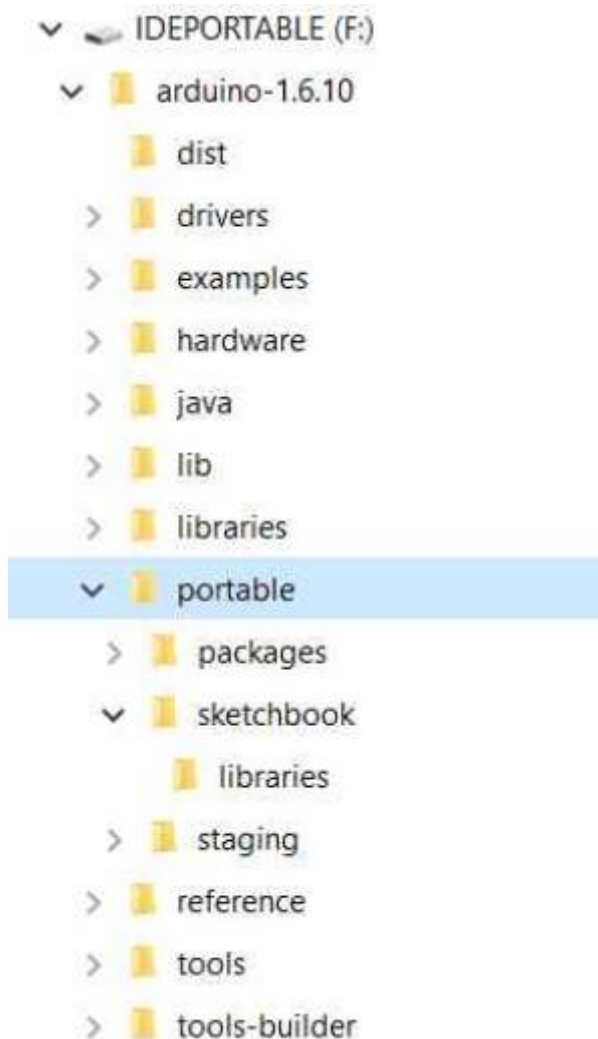 IDEPORTABLE (F:)
arduino-1.6.10
dist
drivers
examples
hardware
java
lib
libraries
portable
packages
sketchbook
libraries
staging
reference
tools
tools-builder